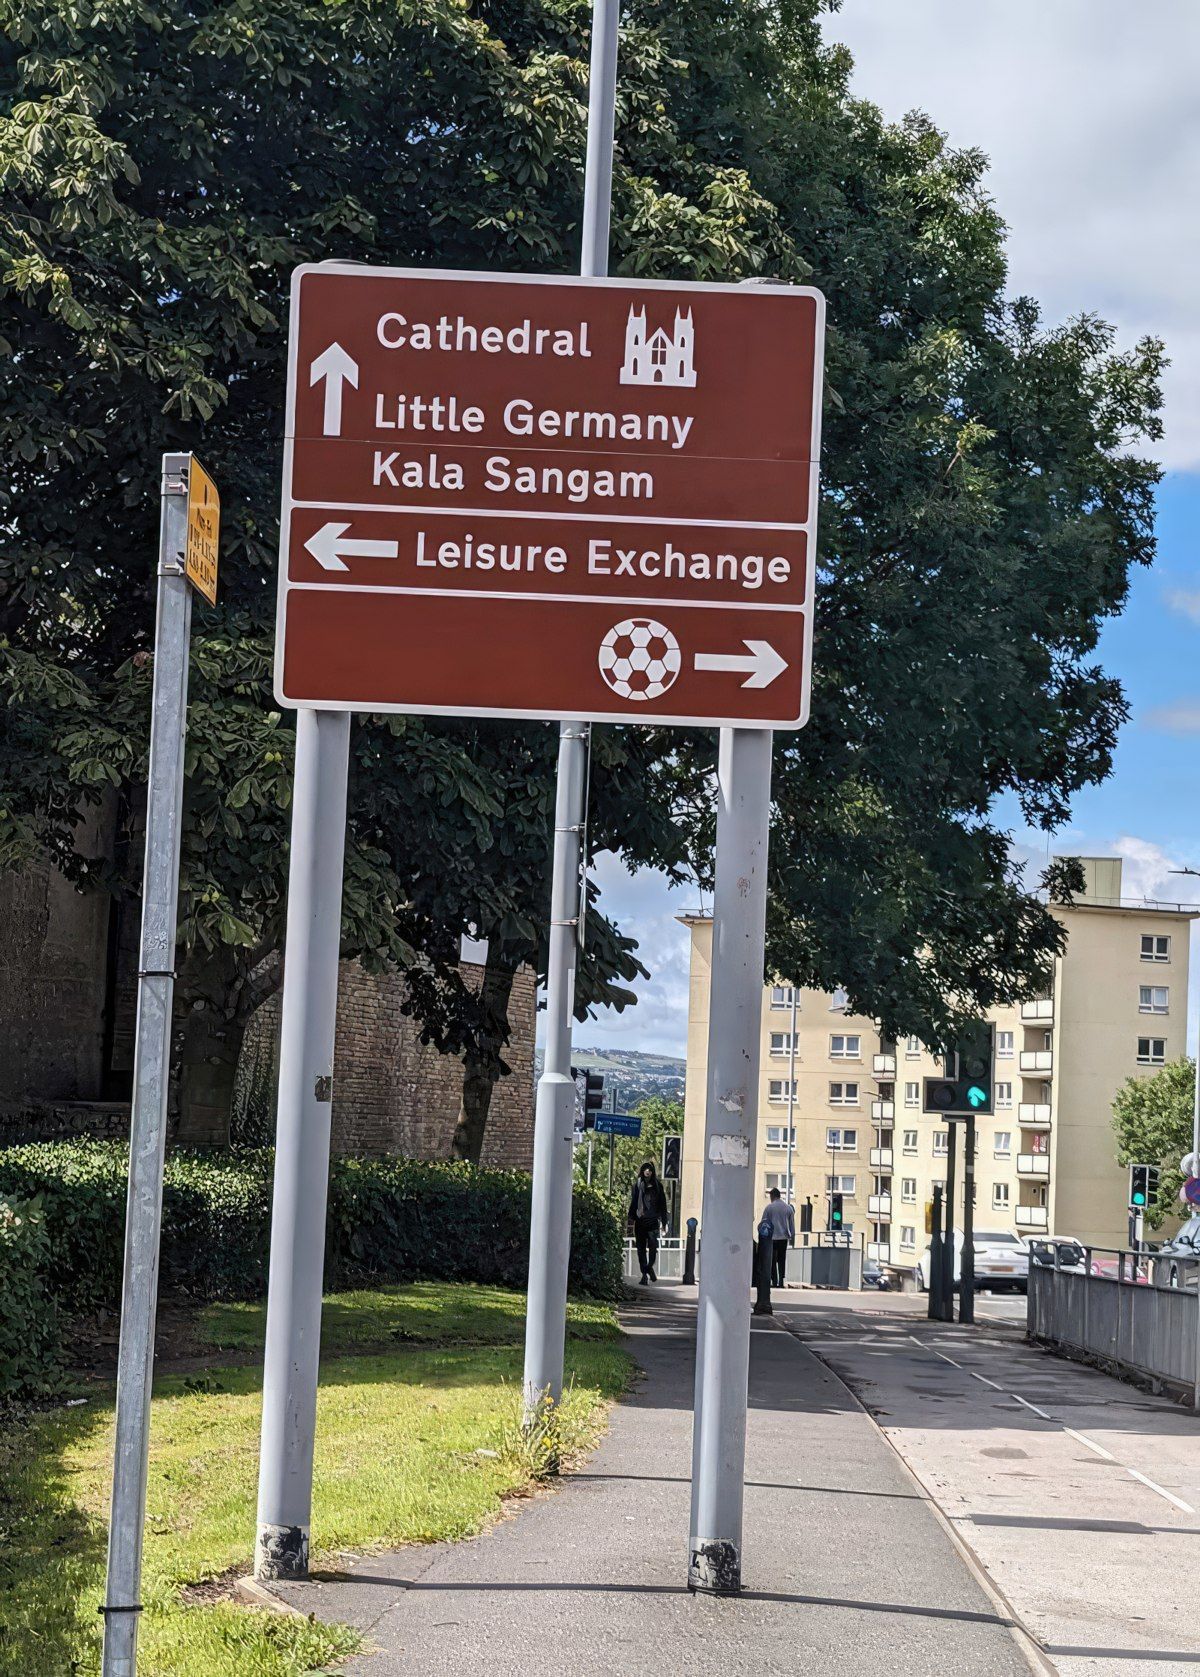 Cathedral
Little Germany
Kala Sangam
Leisure Exchange